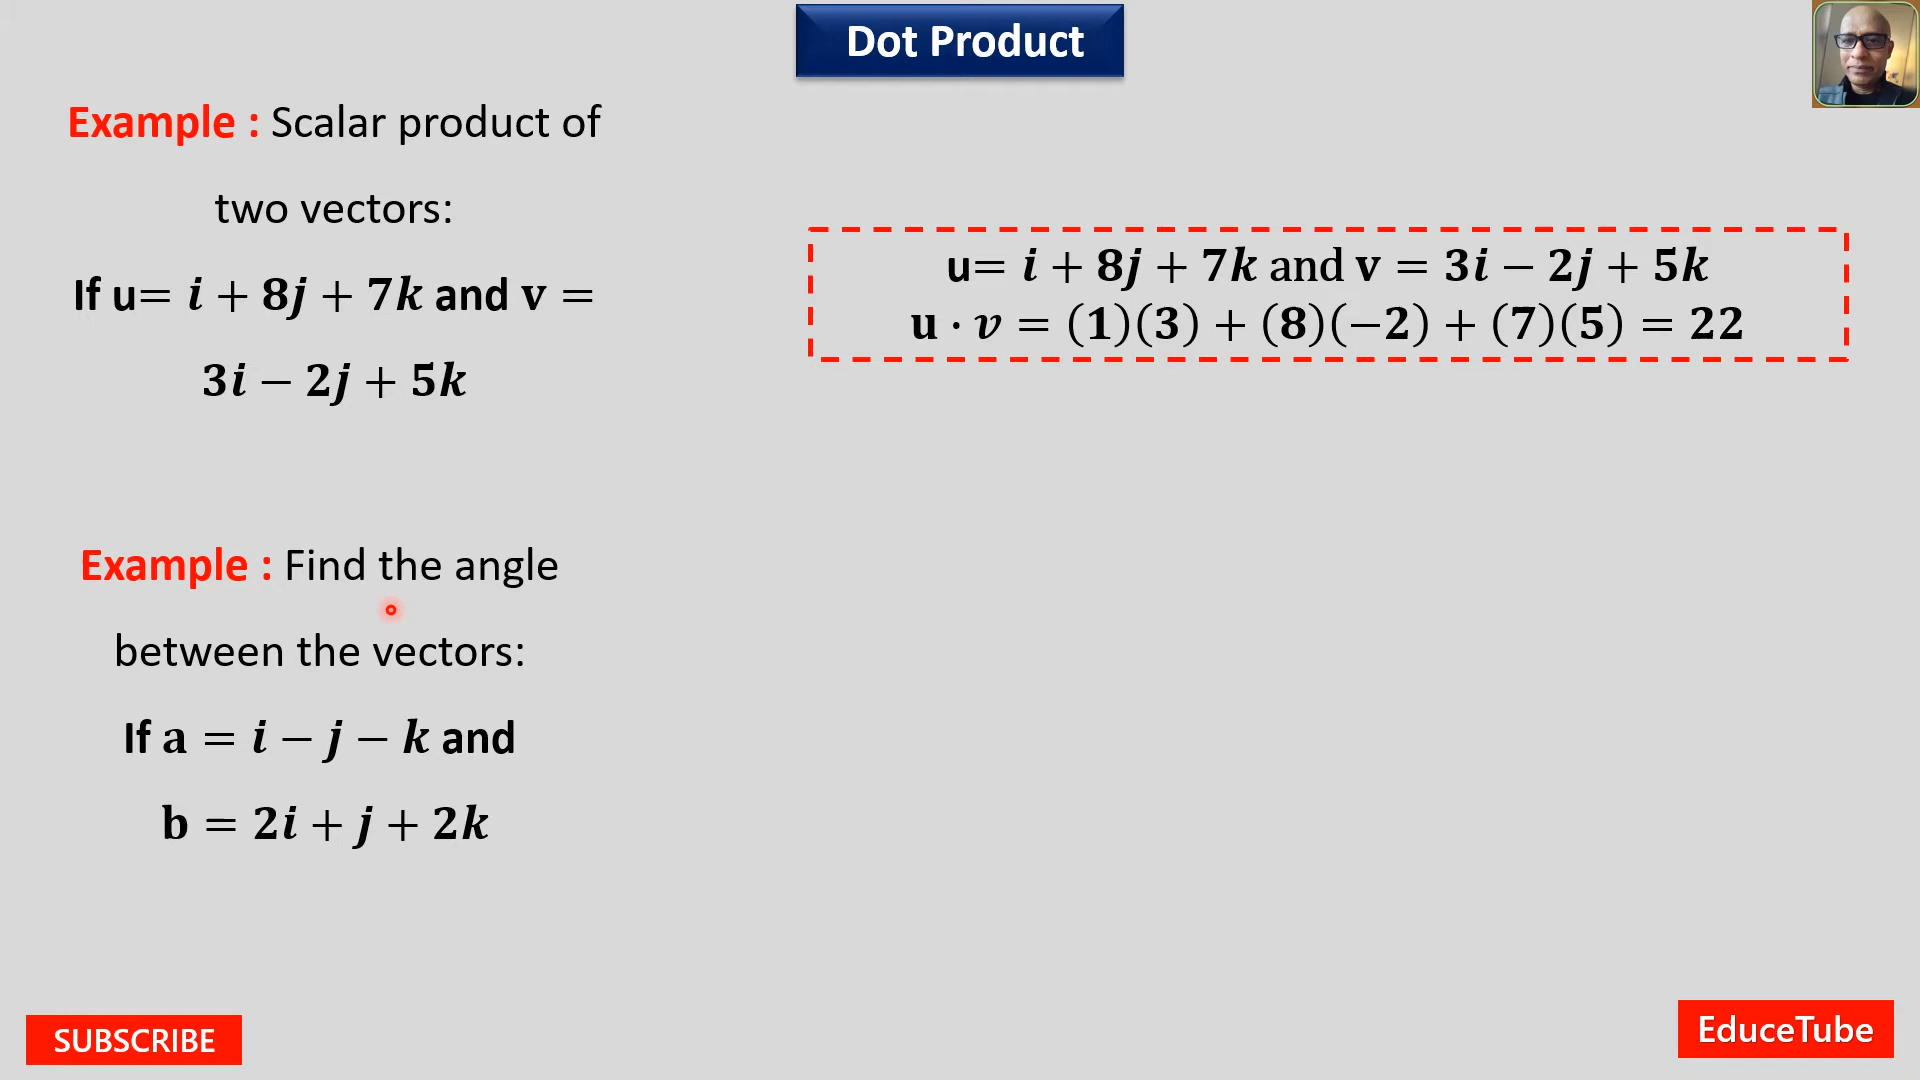 Dot Product
Example : Scalar product of
two vectors:
If u= i + 8j + 7k and v =
3i − 2j + 5k
u= i + 8j + 7k and v = 3i − 2j + 5k
u · v = (1)(3) + (8)(−2) + (7)(5) = 22
Example : Find the angle
between the vectors:
If a = i − j − k and
b = 2i + j + 2k
SUBSCRIBE
EduceTube